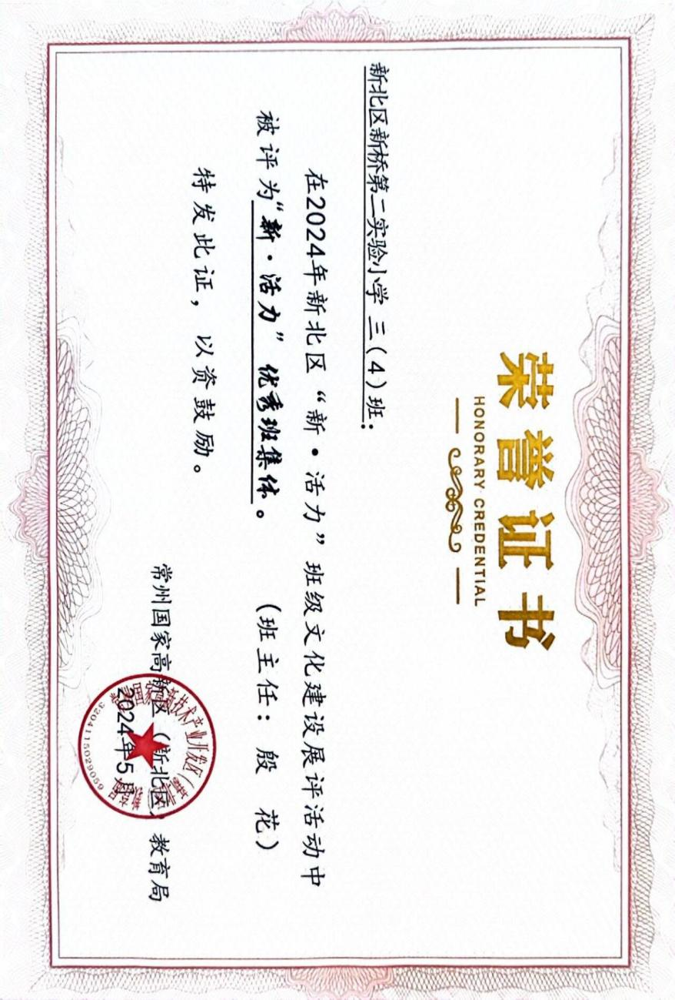 荣誉证书
HONORARY CREDENTIAL
新北区新桥第二实验小学 三(4)班:
在2024年新北区“新·活力”班级文化建设展评活动中
被评为“新·活力”优秀班集体。 (班主任: 殷 花)
特发此证，以资鼓励。
常州国家高新区（新北区）教育局
2024年5月
3204115029059